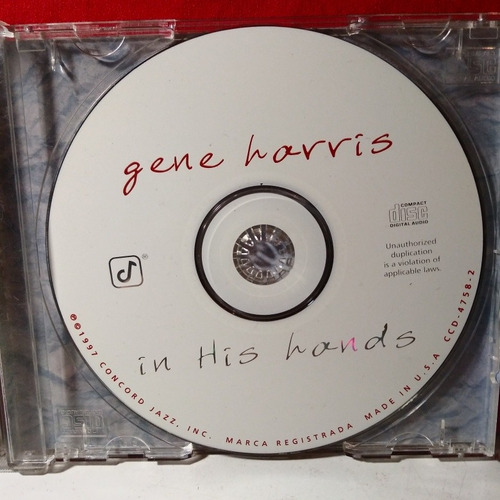 gene harris
COMPACT
disc
DIGITAL AUDIO
Unauthorized
duplication
is a violation of
applicable laws.
®
in His hands
℗©1997 CONCORD JAZZ, INC. MARCA REGISTRADA MADE IN U.S.A CCD-4758-2